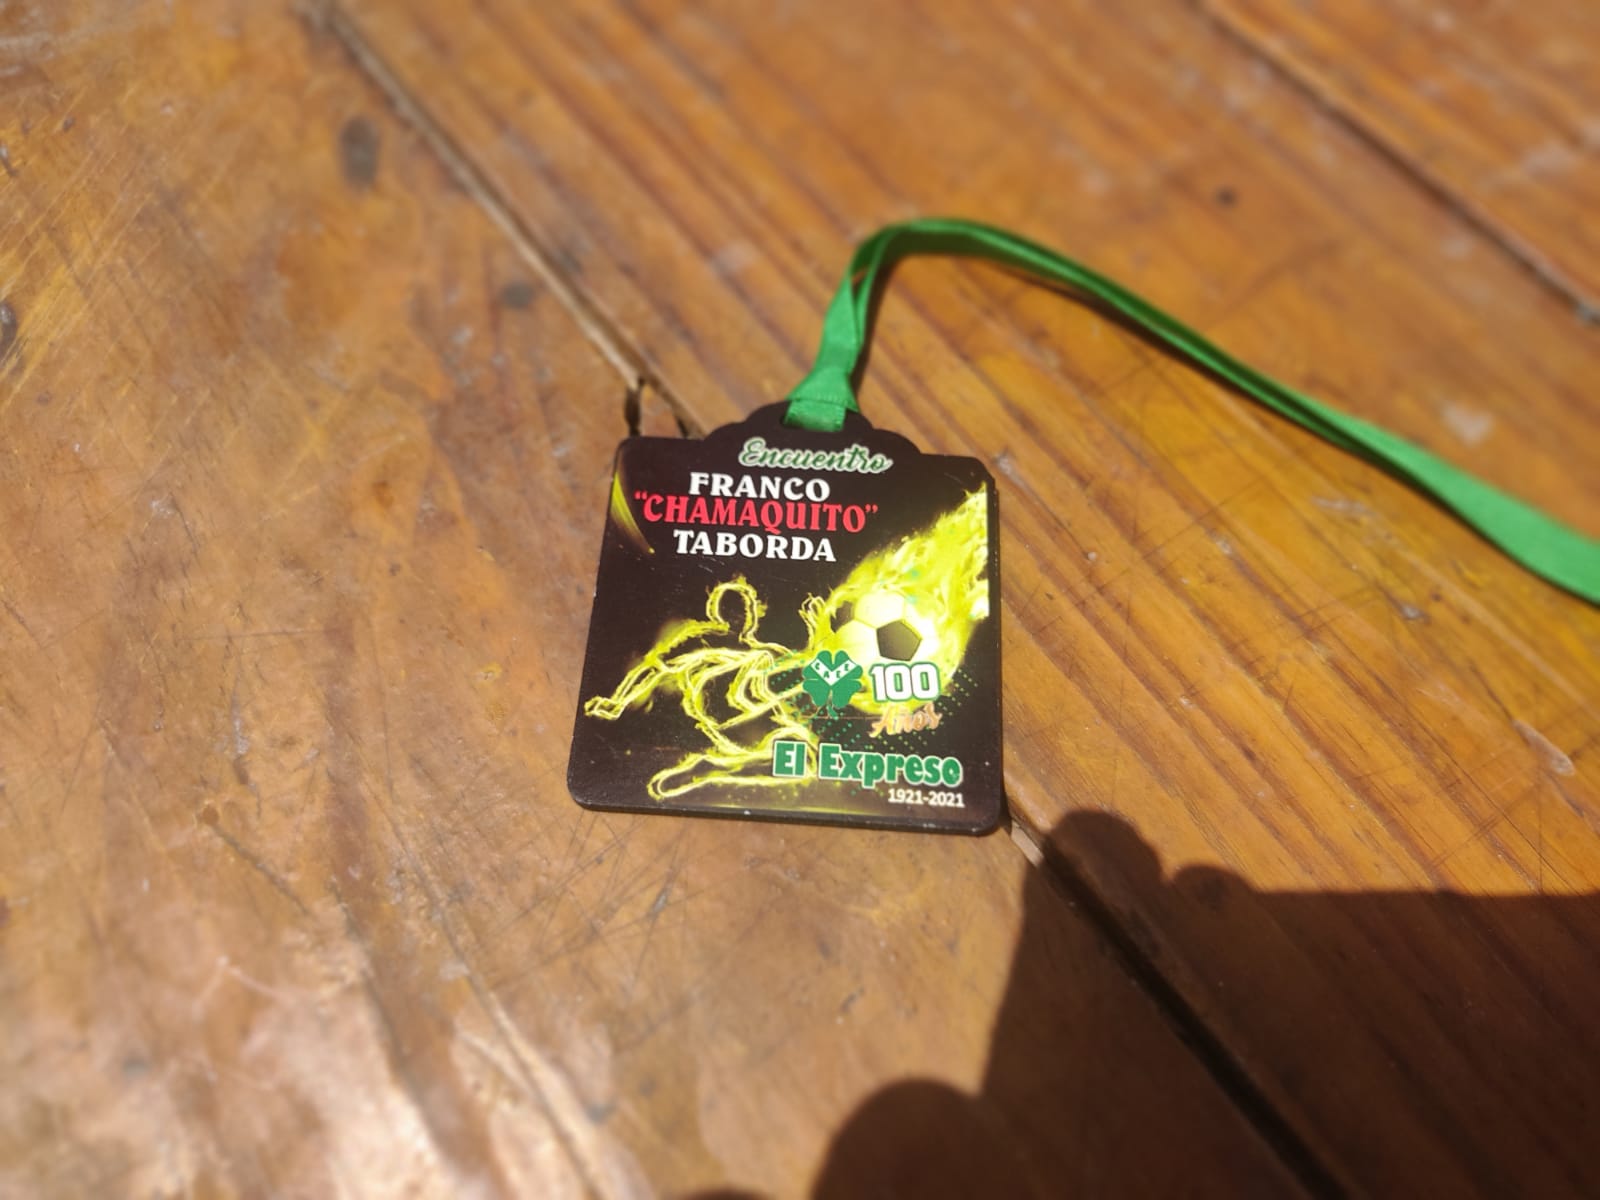 Encuentro
FRANCO
"CHAMAQUITO"
TABORDA
100
Años
El Expreso
1921-2021